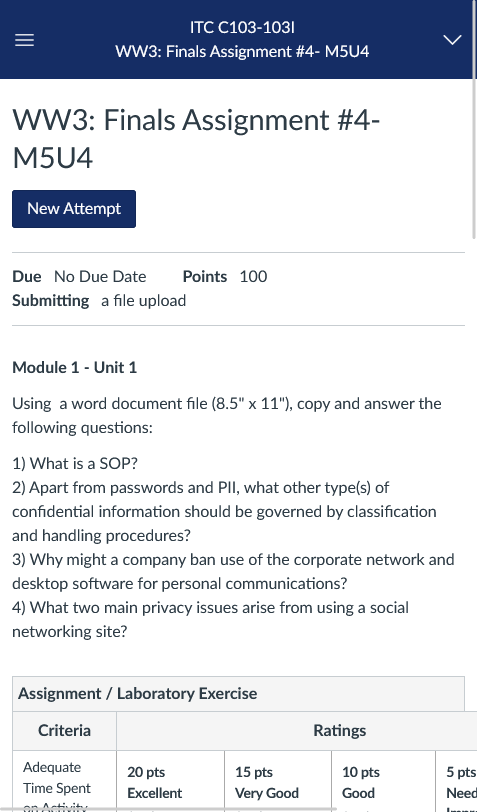 ITC C103-103I
WW3: Finals Assignment #4- M5U4
WW3: Finals Assignment #4-
M5U4
New Attempt
Due No Due Date Points 100
Submitting a file upload
Module 1 - Unit 1
Using a word document file (8.5" x 11"), copy and answer the
following questions:
1) What is a SOP?
2) Apart from passwords and PII, what other type(s) of
confidential information should be governed by classification
and handling procedures?
3) Why might a company ban use of the corporate network and
desktop software for personal communications?
4) What two main privacy issues arise from using a social
networking site?
Assignment / Laboratory Exercise
Criteria Ratings
Adequate
Time Spent
on Activity
20 pts
Excellent
15 pts
Very Good
10 pts
Good
5 pts
Need